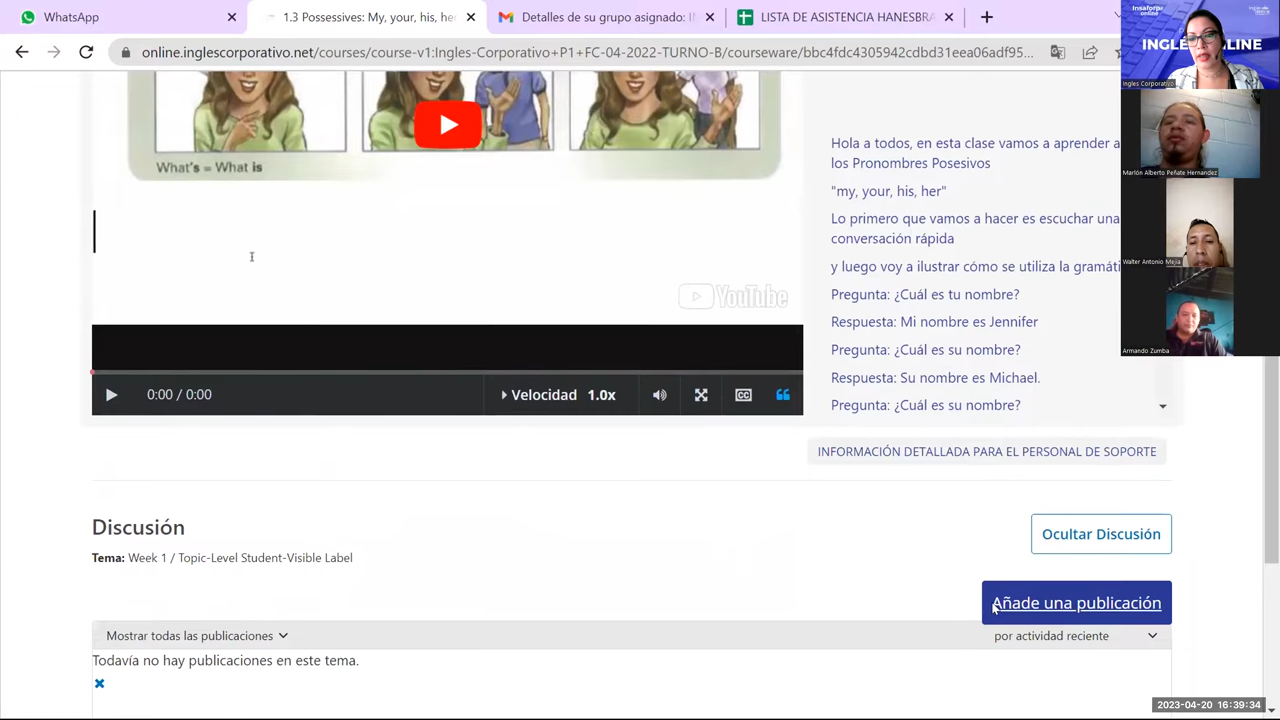 WhatsApp
1.3 Possessives: My, your, his, he
Detalles de su grupo asignado:
LISTA DE ASISTENCIA INESBRA
online.inglescorporativo.net/courses/course-v1:Ingles-Corporativo-P1+FC-04-2022+TURNO-B/courseware/bbc4fdc4
What's = What is
YouTube
0:00 / 0:00
Velocidad 1.0x
CC
Hola a todos, en esta clase vamos a aprender a
los Pronombres Posesivos
"my, your, his, her"
Lo primero que vamos a hacer es escuchar una
conversación rápida
y luego voy a ilustrar cómo se utiliza la gramáti
Pregunta: ¿Cuál es tu nombre?
Respuesta: Mi nombre es Jennifer
Pregunta: ¿Cuál es su nombre?
Respuesta: Su nombre es Michael.
Pregunta: ¿Cuál es su nombre?
INFORMACIÓN DETALLADA PARA EL PERSONAL DE SOPORTE
Discusión
Tema: Week 1 / Topic-Level Student-Visible Label
Ocultar Discusión
Añade una publicación
Mostrar todas las publicaciones
por actividad reciente
Todavía no hay publicaciones en este tema.
Insaforp
online
Ingles Corporativo
Marlón Alberto Peñate Hernandez
Walter Antonio Mejia
Armando Zumba
2023-04-20 16:39:34